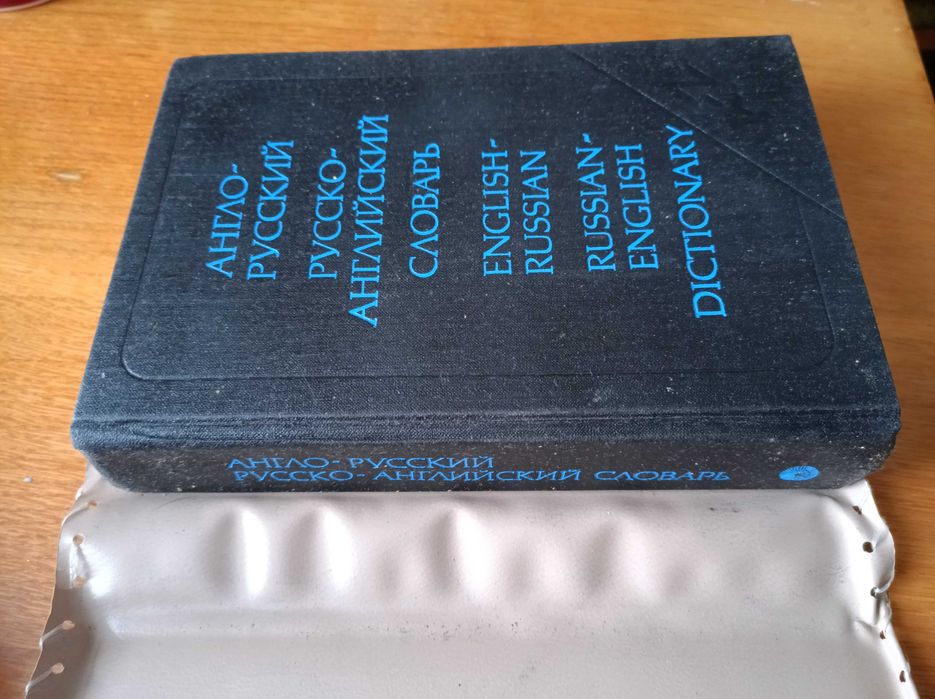 АНГЛО-
РУССКИЙ
РУССКО-
АНГЛИЙСКИЙ
СЛОВАРЬ
ENGLISH-
RUSSIAN
RUSSIAN-
ENGLISH
DICTIONARY
АНГЛО-РУССКИЙ
РУССКО-АНГЛИЙСКИЙ СЛОВАРЬ